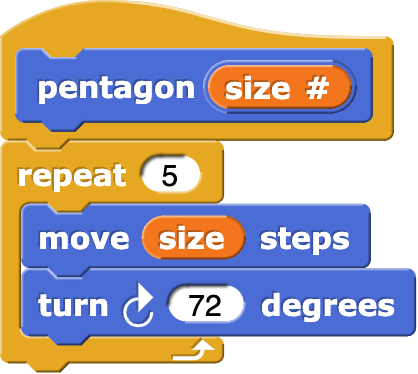 pentagon size #
repeat 5
move size steps
turn 72 degrees